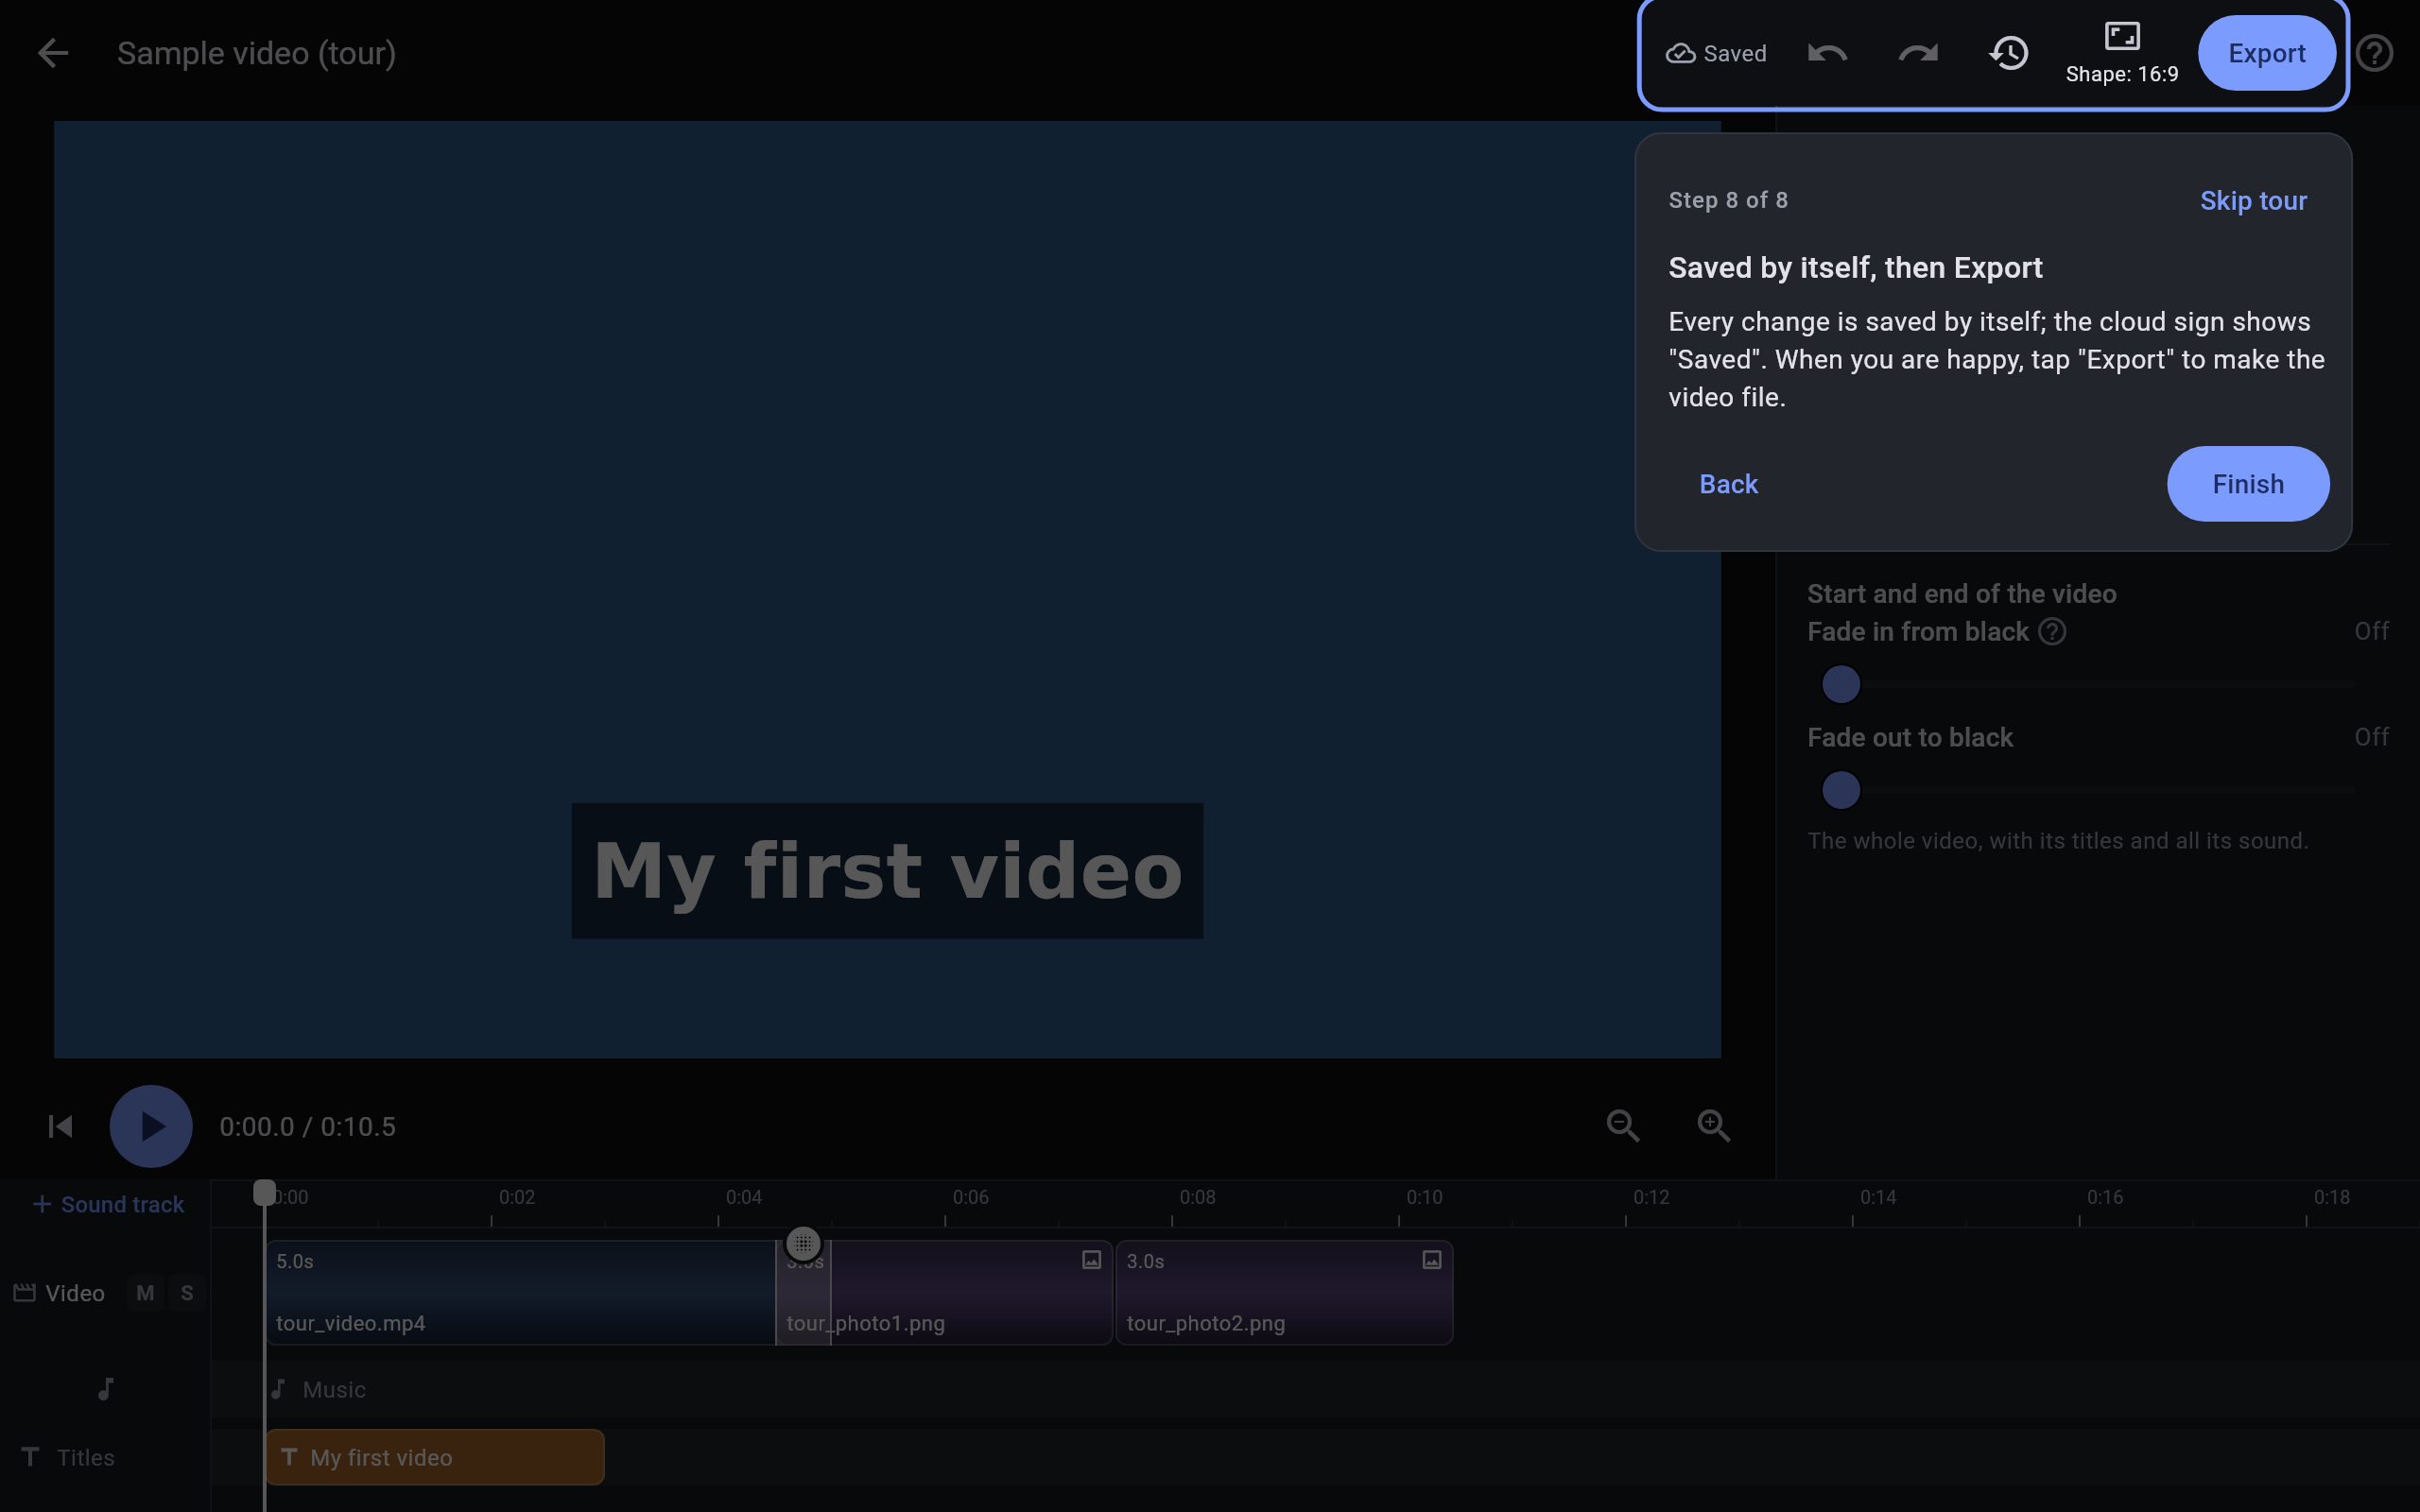 Sample video (tour)
Saved
Shape: 16:9
Export
Step 8 of 8
Skip tour
Saved by itself, then Export
Every change is saved by itself; the cloud sign shows
"Saved". When you are happy, tap "Export" to make the
video file.
Back
Finish
Start and end of the video
Fade in from black
Off
Fade out to black
Off
The whole video, with its titles and all its sound.
My first video
0:00.0 / 0:10.5
+ Sound track
0:00
0:02
0:04
0:06
0:08
0:10
0:12
0:14
0:16
0:18
Video
M
S
5.0s
tour_video.mp4
3.0s
tour_photo1.png
3.0s
tour_photo2.png
Music
Titles
My first video